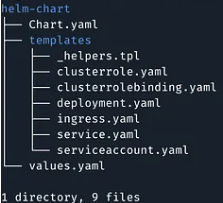 helm-chart
├── Chart.yaml
├── templates
│   ├── _helpers.tpl
│   ├── clusterrole.yaml
│   ├── clusterrolebinding.yaml
│   ├── deployment.yaml
│   ├── ingress.yaml
│   ├── service.yaml
│   └── serviceaccount.yaml
└── values.yaml
1 directory, 9 files